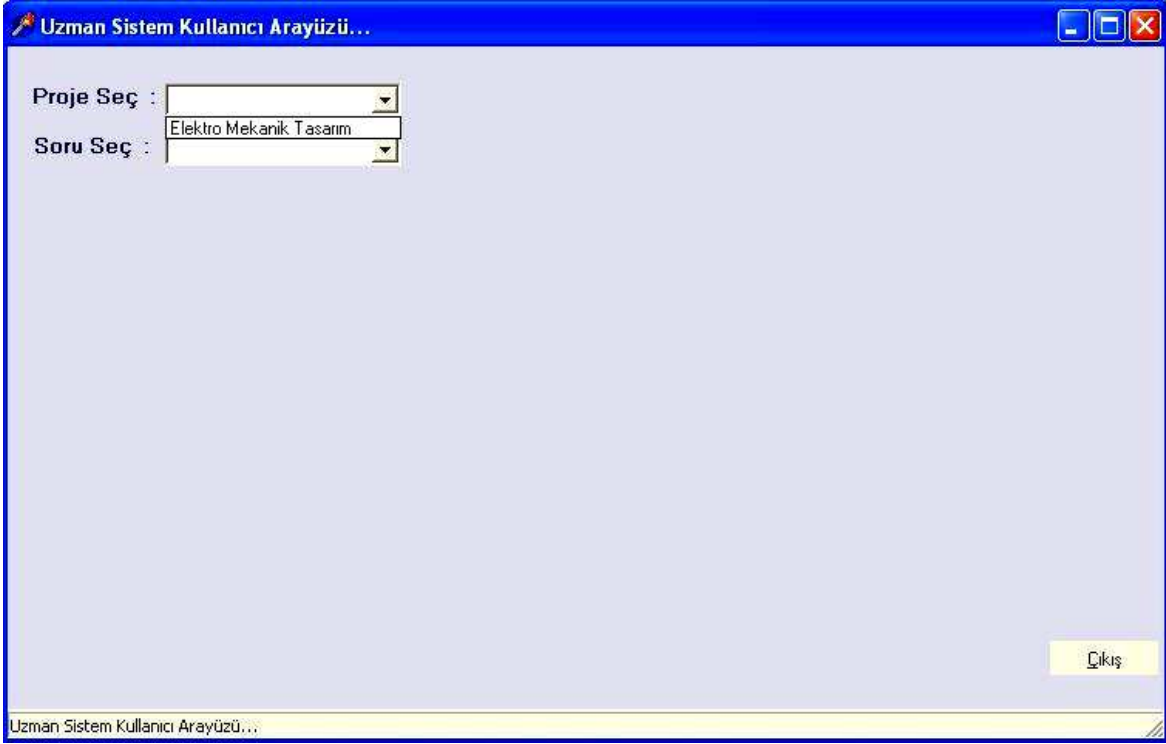 Uzman Sistem Kullanıcı Arayüzü...
Proje Seç :
Elektro Mekanik Tasarım
Soru Seç :
Çıkış
Uzman Sistem Kullanıcı Arayüzü...